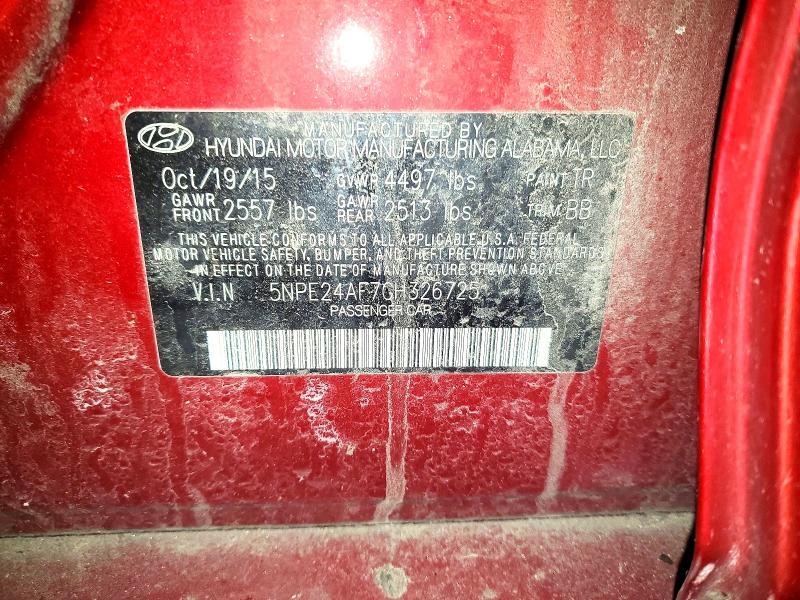 MANUFACTURED BY
HYUNDAI MOTOR MANUFACTURING ALABAMA, LLC
Oct/19/15 GVWR 4497 lbs PAINT TR
GAWR FRONT 2557 lbs GAWR REAR 2513 lbs TRIM BB
THIS VEHICLE CONFORMS TO ALL APPLICABLE U.S.A. FEDERAL
MOTOR VEHICLE SAFETY, BUMPER, AND THEFT PREVENTION STANDARDS
IN EFFECT ON THE DATE OF MANUFACTURE SHOWN ABOVE.
V.I.N 5NPE24AF7GH326725
PASSENGER CAR